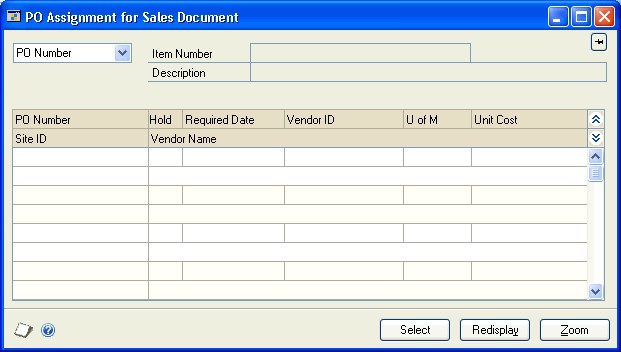 PO Assignment for Sales Document
PO Number Item Number
Description
PO Number Hold Required Date Vendor ID U of M Unit Cost
Site ID Vendor Name
Select Redisplay Zoom